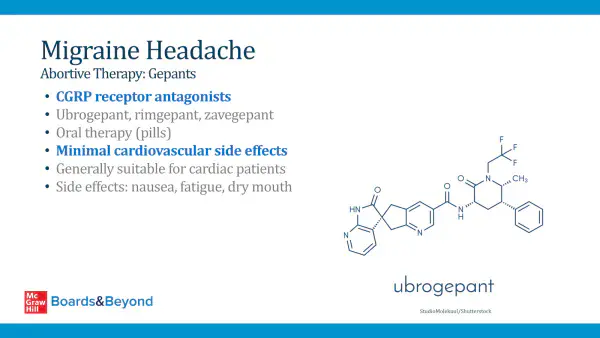 Migraine Headache
Abortive Therapy: Gepants
• CGRP receptor antagonists
• Ubrogepant, rimgepant, zavegepant
• Oral therapy (pills)
• Minimal cardiovascular side effects
• Generally suitable for cardiac patients
• Side effects: nausea, fatigue, dry mouth
F
F
F
O
N
CH₃
O
N
H
O
HN
N
N
ubrogepant
StudioMolekuul/Shutterstock
Mc
Graw
Hill
Boards&Beyond